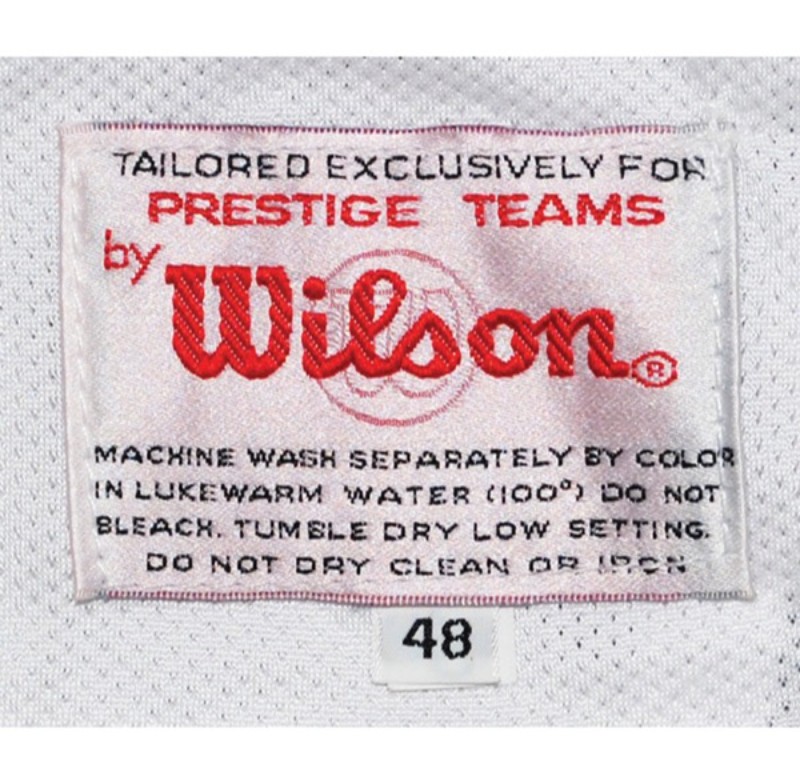 TAILORED EXCLUSIVELY FOR
PRESTIGE TEAMS
by
Wilson®
MACHINE WASH SEPARATELY BY COLOR
IN LUKEWARM WATER (100°) DO NOT
BLEACH. TUMBLE DRY LOW SETTING.
DO NOT DRY CLEAN OR IRON
48